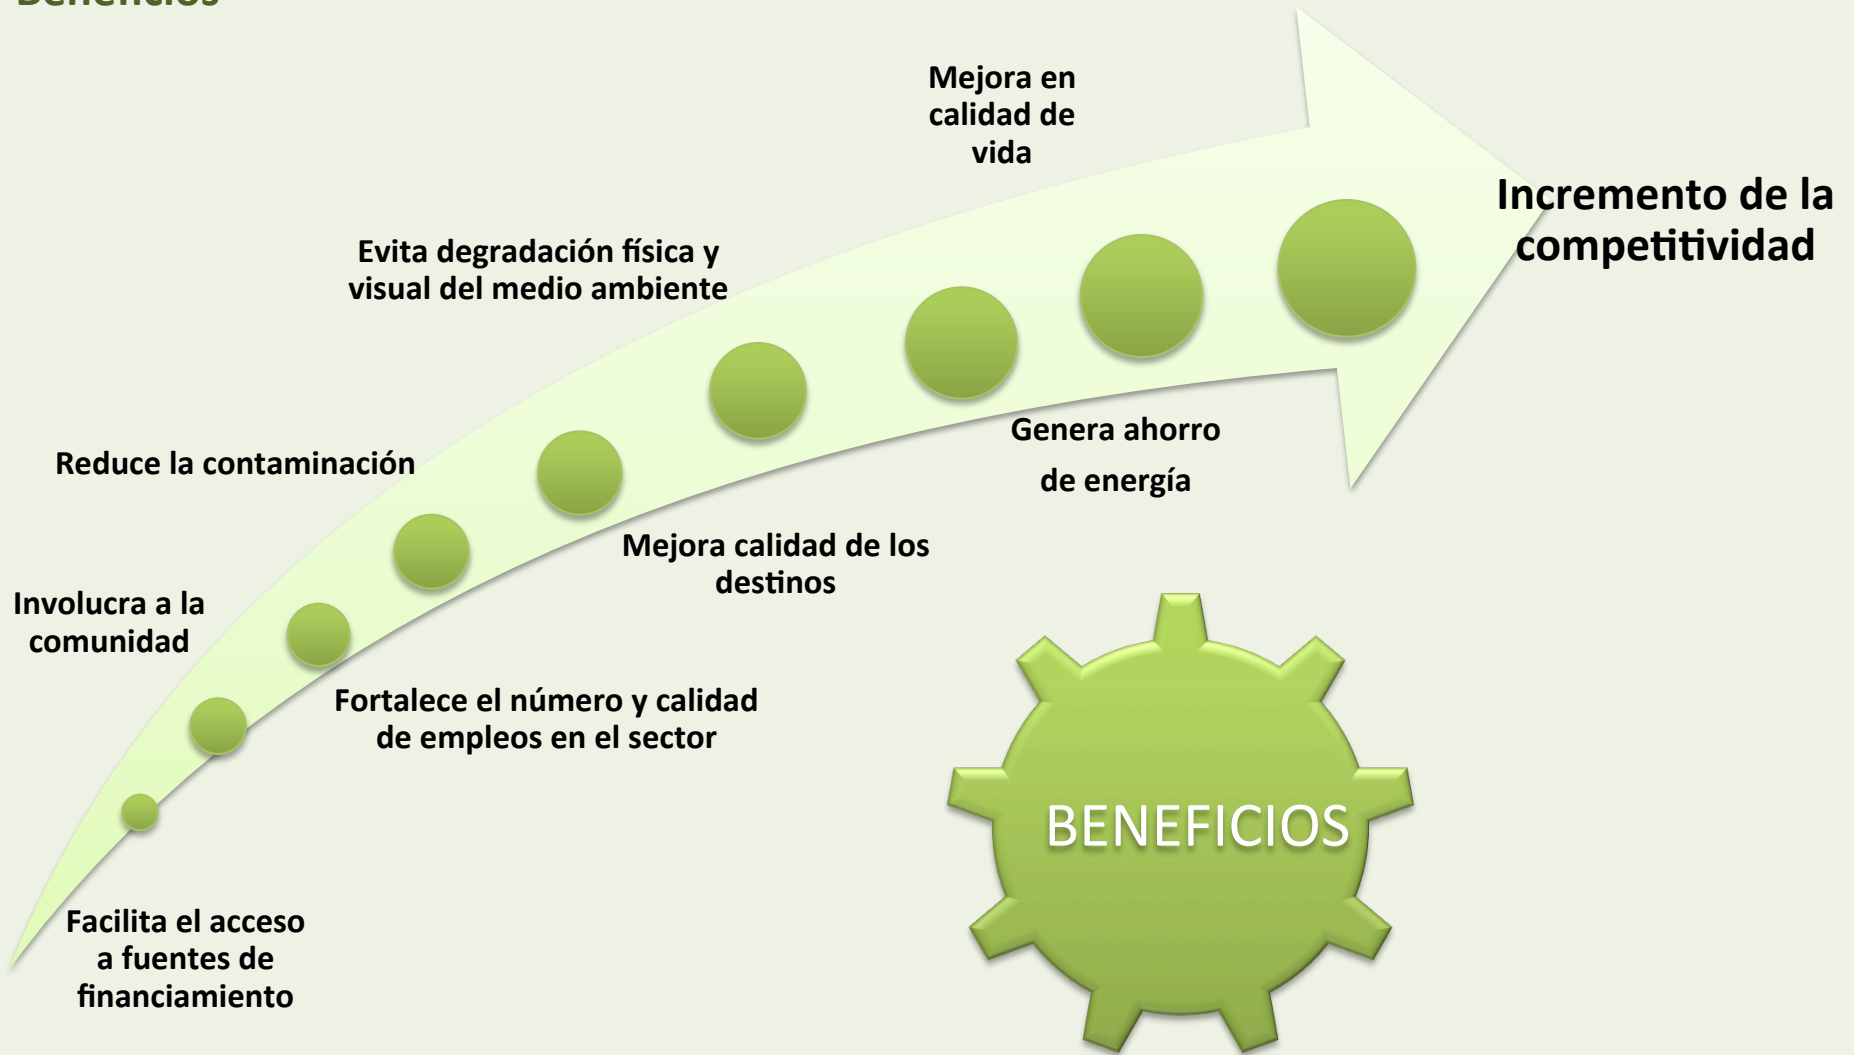 Beneficios
Mejora en
calidad de
vida
Incremento de la
competitividad
Evita degradación física y
visual del medio ambiente
Genera ahorro
de energía
Reduce la contaminación
Mejora calidad de los
destinos
Involucra a la
comunidad
Fortalece el número y calidad
de empleos en el sector
BENEFICIOS
Facilita el acceso
a fuentes de
financiamiento